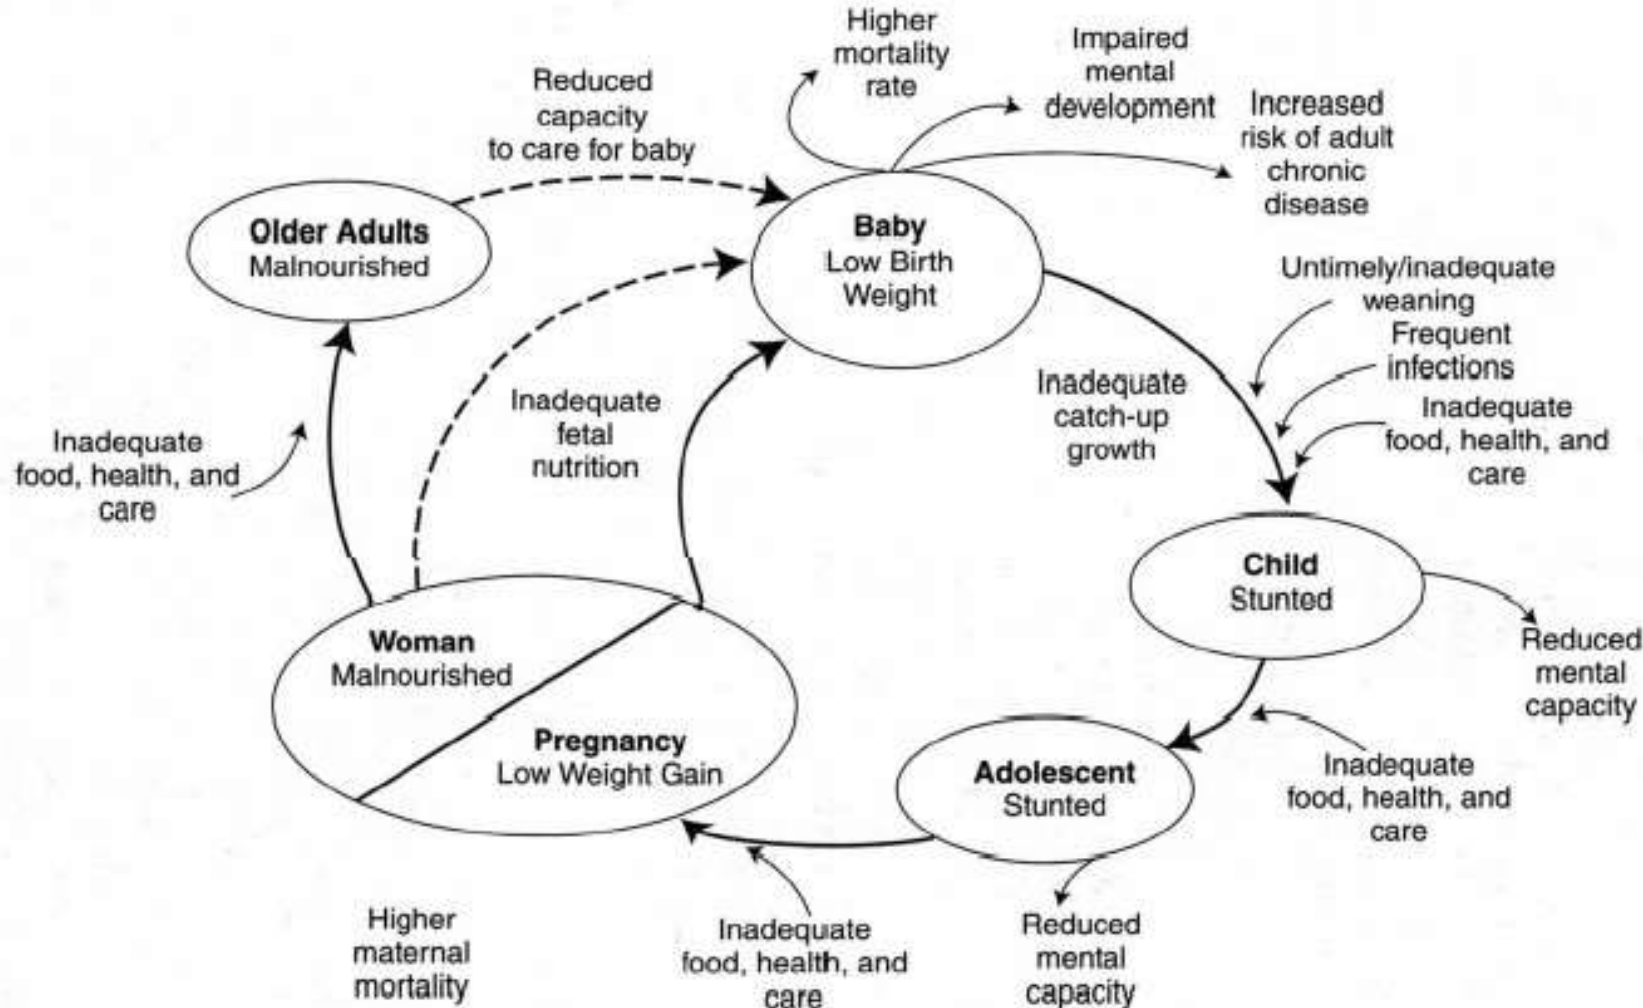 Higher
mortality
rate
Impaired
mental
development
Increased
risk of adult
chronic
disease
Reduced
capacity
to care for baby
Older Adults
Malnourished
Baby
Low Birth
Weight
Untimely/inadequate
weaning
Frequent
infections
Inadequate
food, health, and
care
Inadequate
catch-up
growth
Inadequate
fetal
nutrition
Inadequate
food, health, and
care
Child
Stunted
Reduced
mental
capacity
Woman
Malnourished
Pregnancy
Low Weight Gain
Adolescent
Stunted
Inadequate
food, health, and
care
Higher
maternal
mortality
Inadequate
food, health, and
care
Reduced
mental
capacity